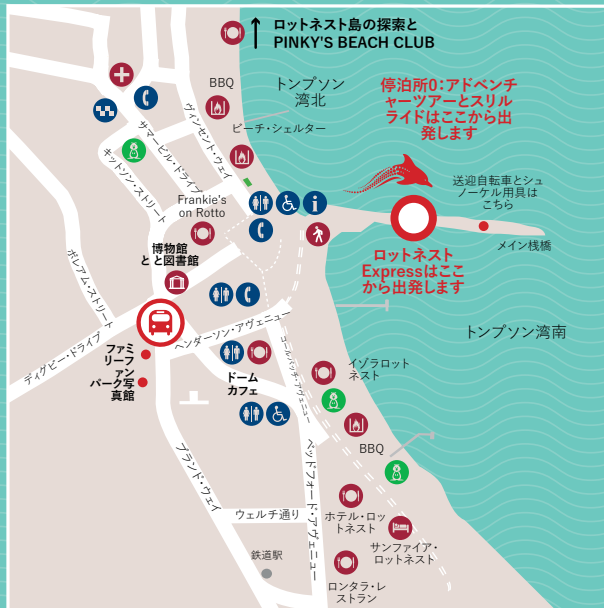 ロットネスト島の探索と
PINKY'S BEACH CLUB
BBQ
トンプソン
湾北
停泊所0:アドベンチ
ャーツアーとスリル
ライドはここから出
発します
ビーチ・シェルター
ヴィンセント・ウェイ
サマービル・ドライブ
キットソン・ストリート
送迎自転車とシュ
ノーケル用具は
こちら
Frankie's
on Rotto
メイン桟橋
博物館
と と図書館
ロットネスト
Expressはここ
から出発します
ボレアム・ストリート
ディグビー・ドライブ
ヘンダーソン・アヴェニュー
トンプソン湾南
ファミ
リーフ
ァン
パーク写
真館
ドーム
カフェ
コールバッチ・アヴェニュー
イゾラロット
ネスト
BBQ
ブランド・ウェイ
ベッドフォード・アヴェニュー
ウェルチ通り
ホテル・ロッ
トネスト
サンファイア・
ロットネスト
鉄道駅
ロンタラ・レ
ストラン